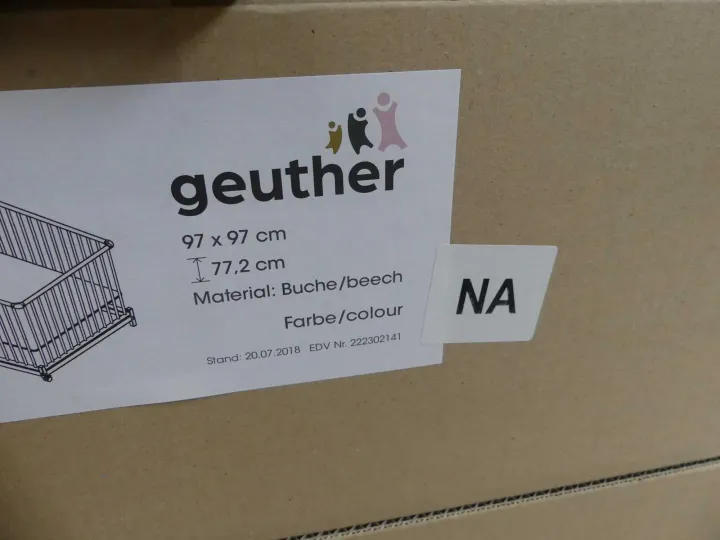 geuther
97 x 97 cm
77,2 cm
Material: Buche/beech
Farbe/colour
NA
Stand: 20.07.2018 EDV Nr. 222302141